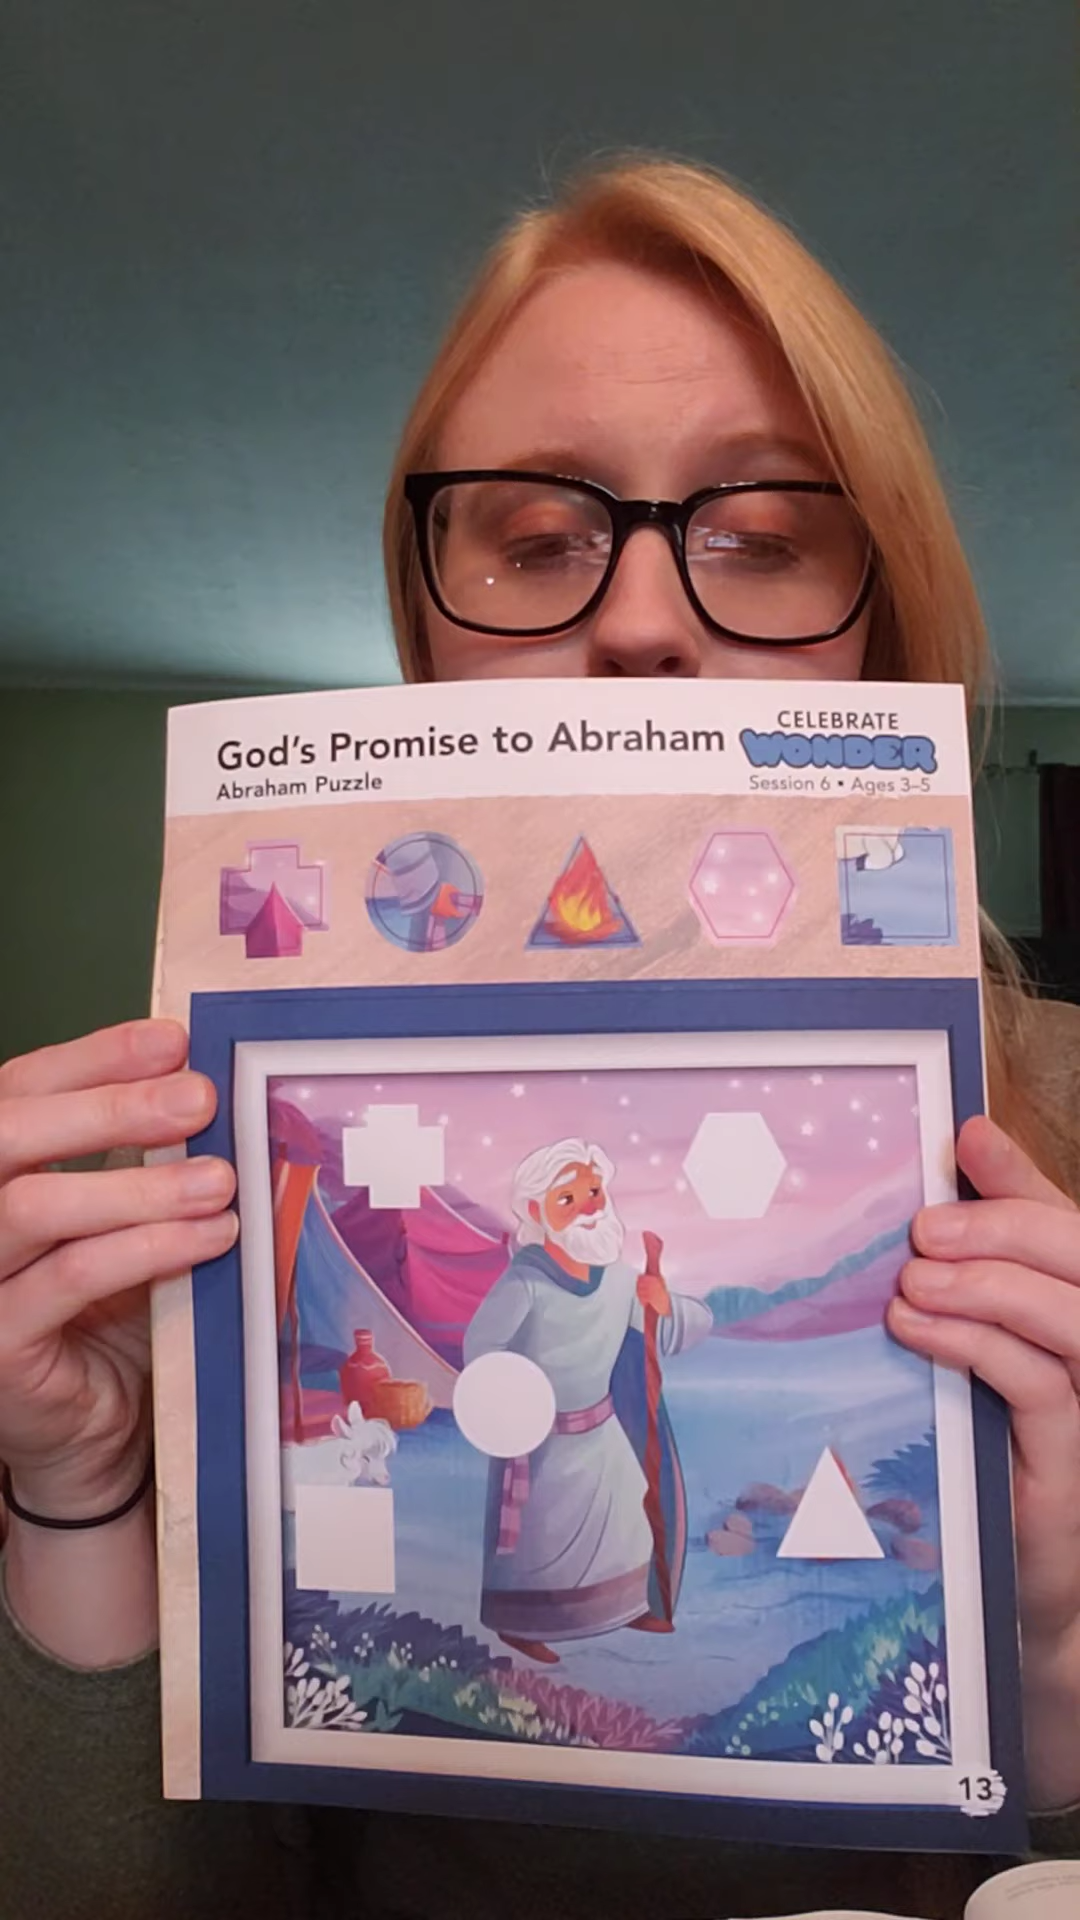 God's Promise to Abraham
Abraham Puzzle
CELEBRATE
WONDER
Session 6 • Ages 3–5
13